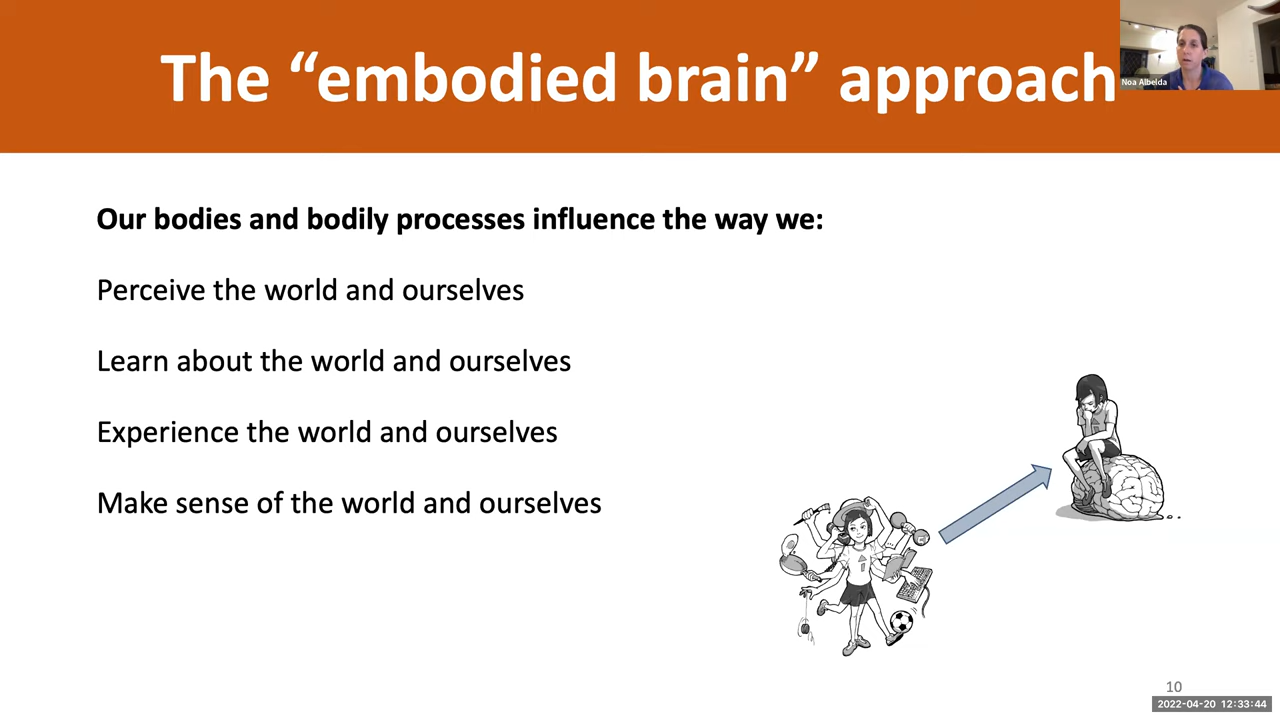 The “embodied brain” approach
Noa Albelda
Our bodies and bodily processes influence the way we:
Perceive the world and ourselves
Learn about the world and ourselves
Experience the world and ourselves
Make sense of the world and ourselves
10
2022-04-20 12:33:44